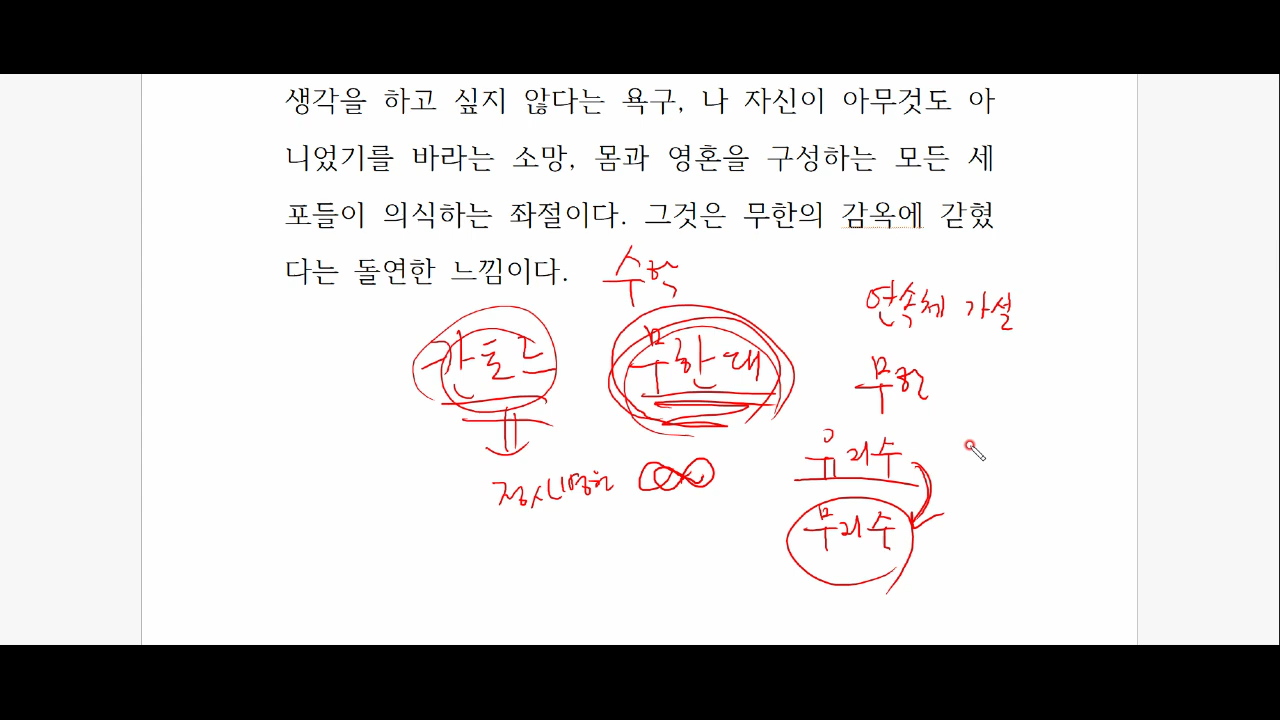 생각을 하고 싶지 않다는 욕구, 나 자신이 아무것도 아
니었기를 바라는 소망, 몸과 영혼을 구성하는 모든 세
포들이 의식하는 좌절이다. 그것은 무한의 감옥에 갇혔
다는 돌연한 느낌이다.
수학
연속체 가설
칸토르
무한대
무한
유리수
정신병원
∞
무리수